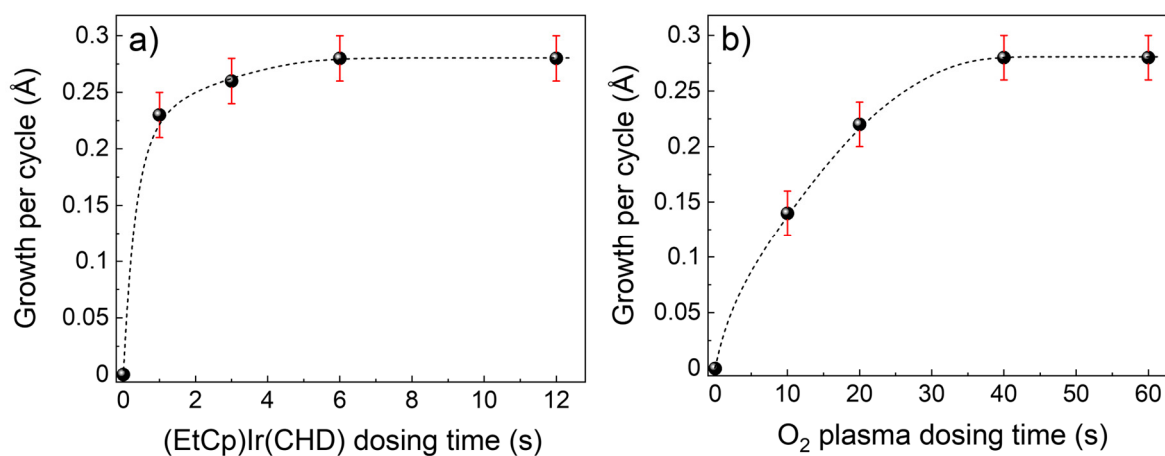 a)
Growth per cycle (Å)
0.3
0.25
0.2
0.15
0.1
0.05
0
0 2 4 6 8 10 12
(EtCp)Ir(CHD) dosing time (s)
b)
Growth per cycle (Å)
0.3
0.25
0.2
0.15
0.1
0.05
0
0 10 20 30 40 50 60
O₂ plasma dosing time (s)